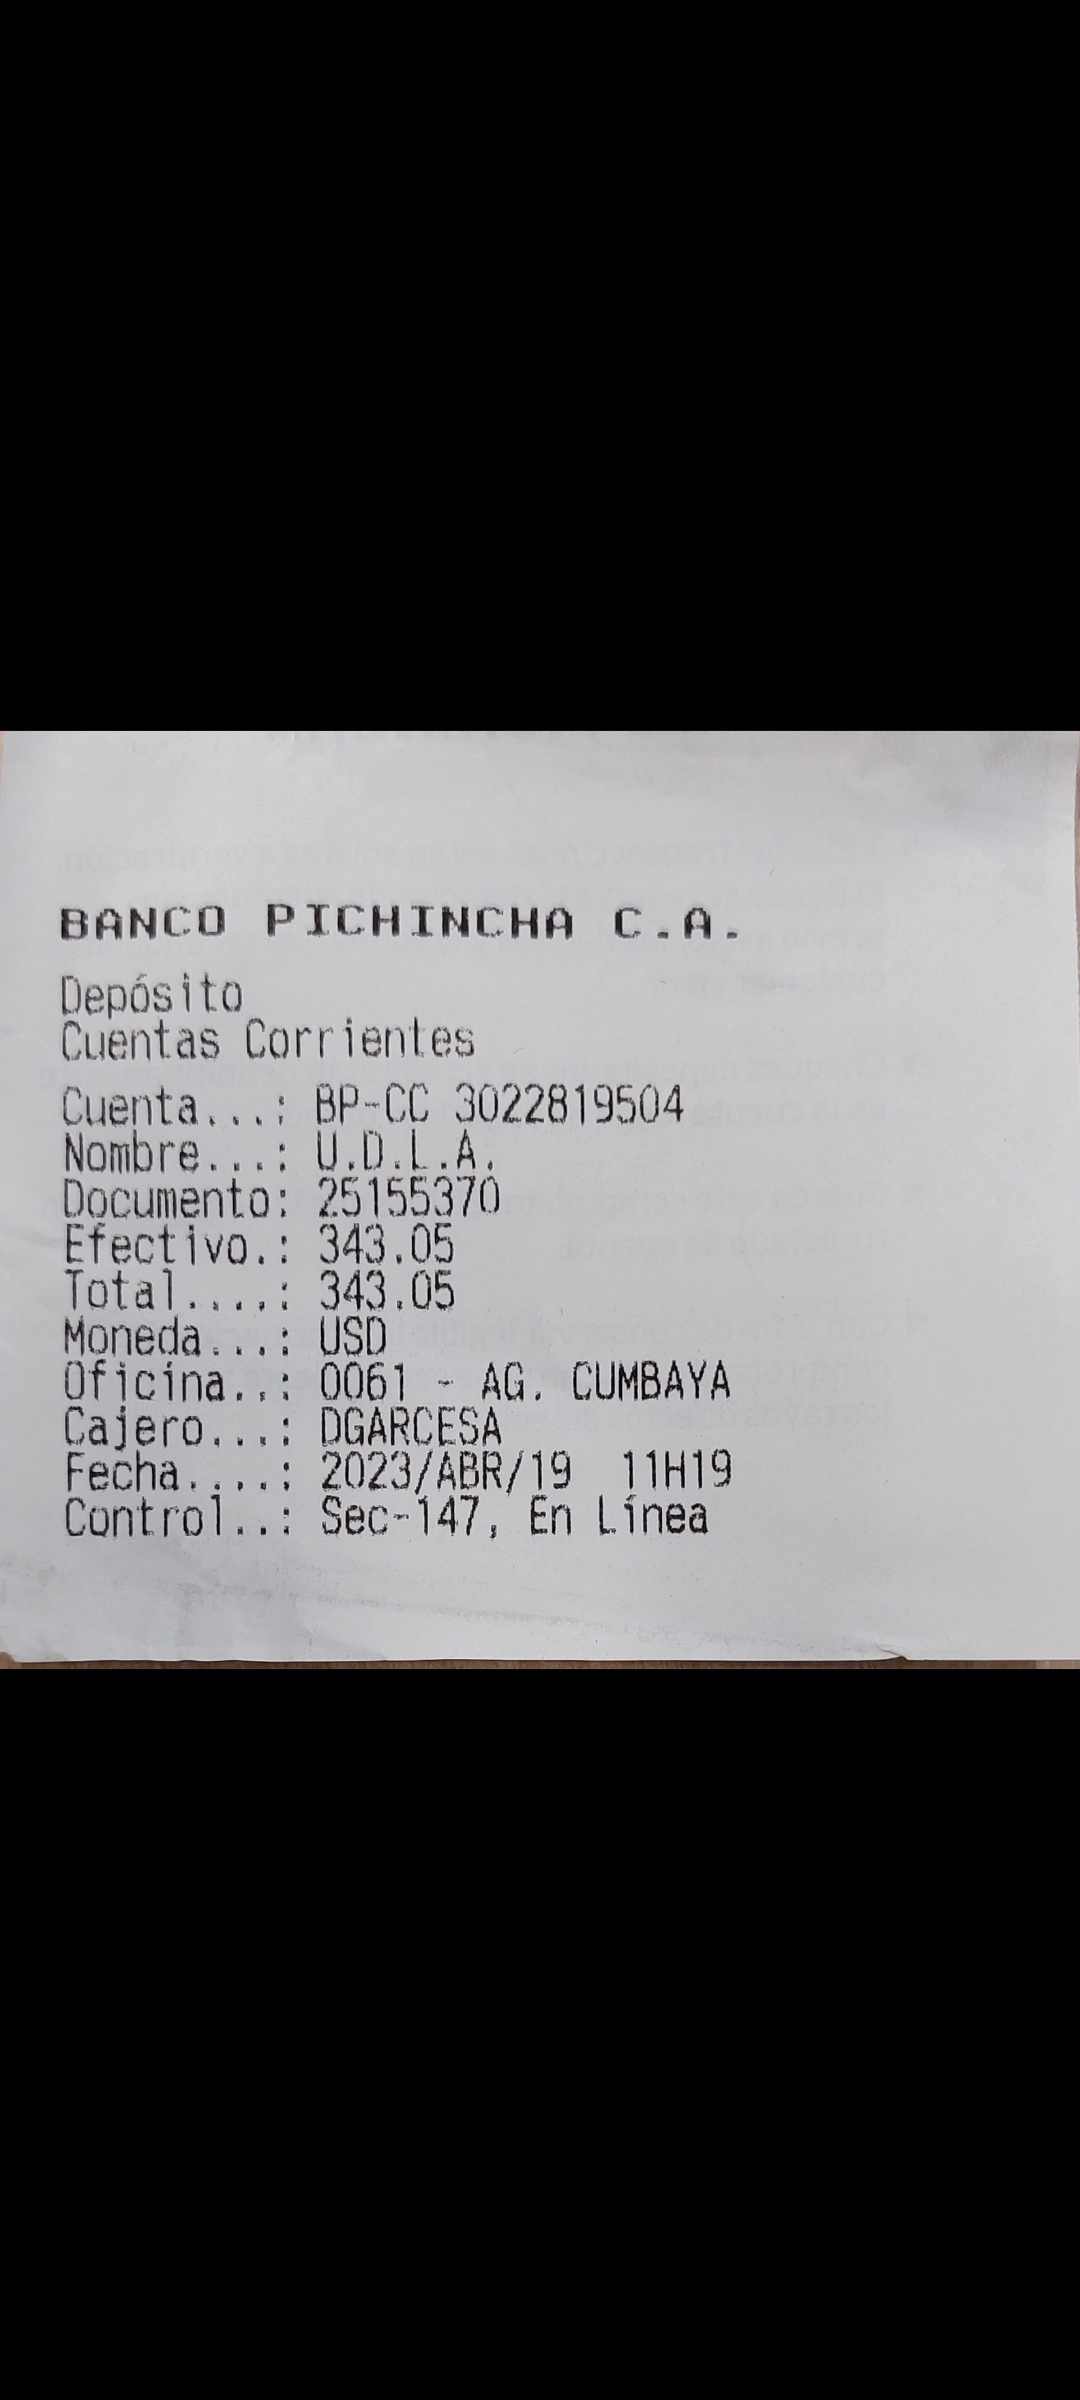 BANCO PICHINCHA C.A.
Depósito
Cuentas Corrientes
Cuenta...: BP-CC 3022819504
Nombre...: U.D.L.A.
Documento: 25155370
Efectivo.: 343.05
Total....: 343.05
Moneda...: USD
Oficina..: 0061 - AG. CUMBAYA
Cajero...: DGARCESA
Fecha....: 2023/ABR/19 11H19
Control..: Sec-147, En Línea